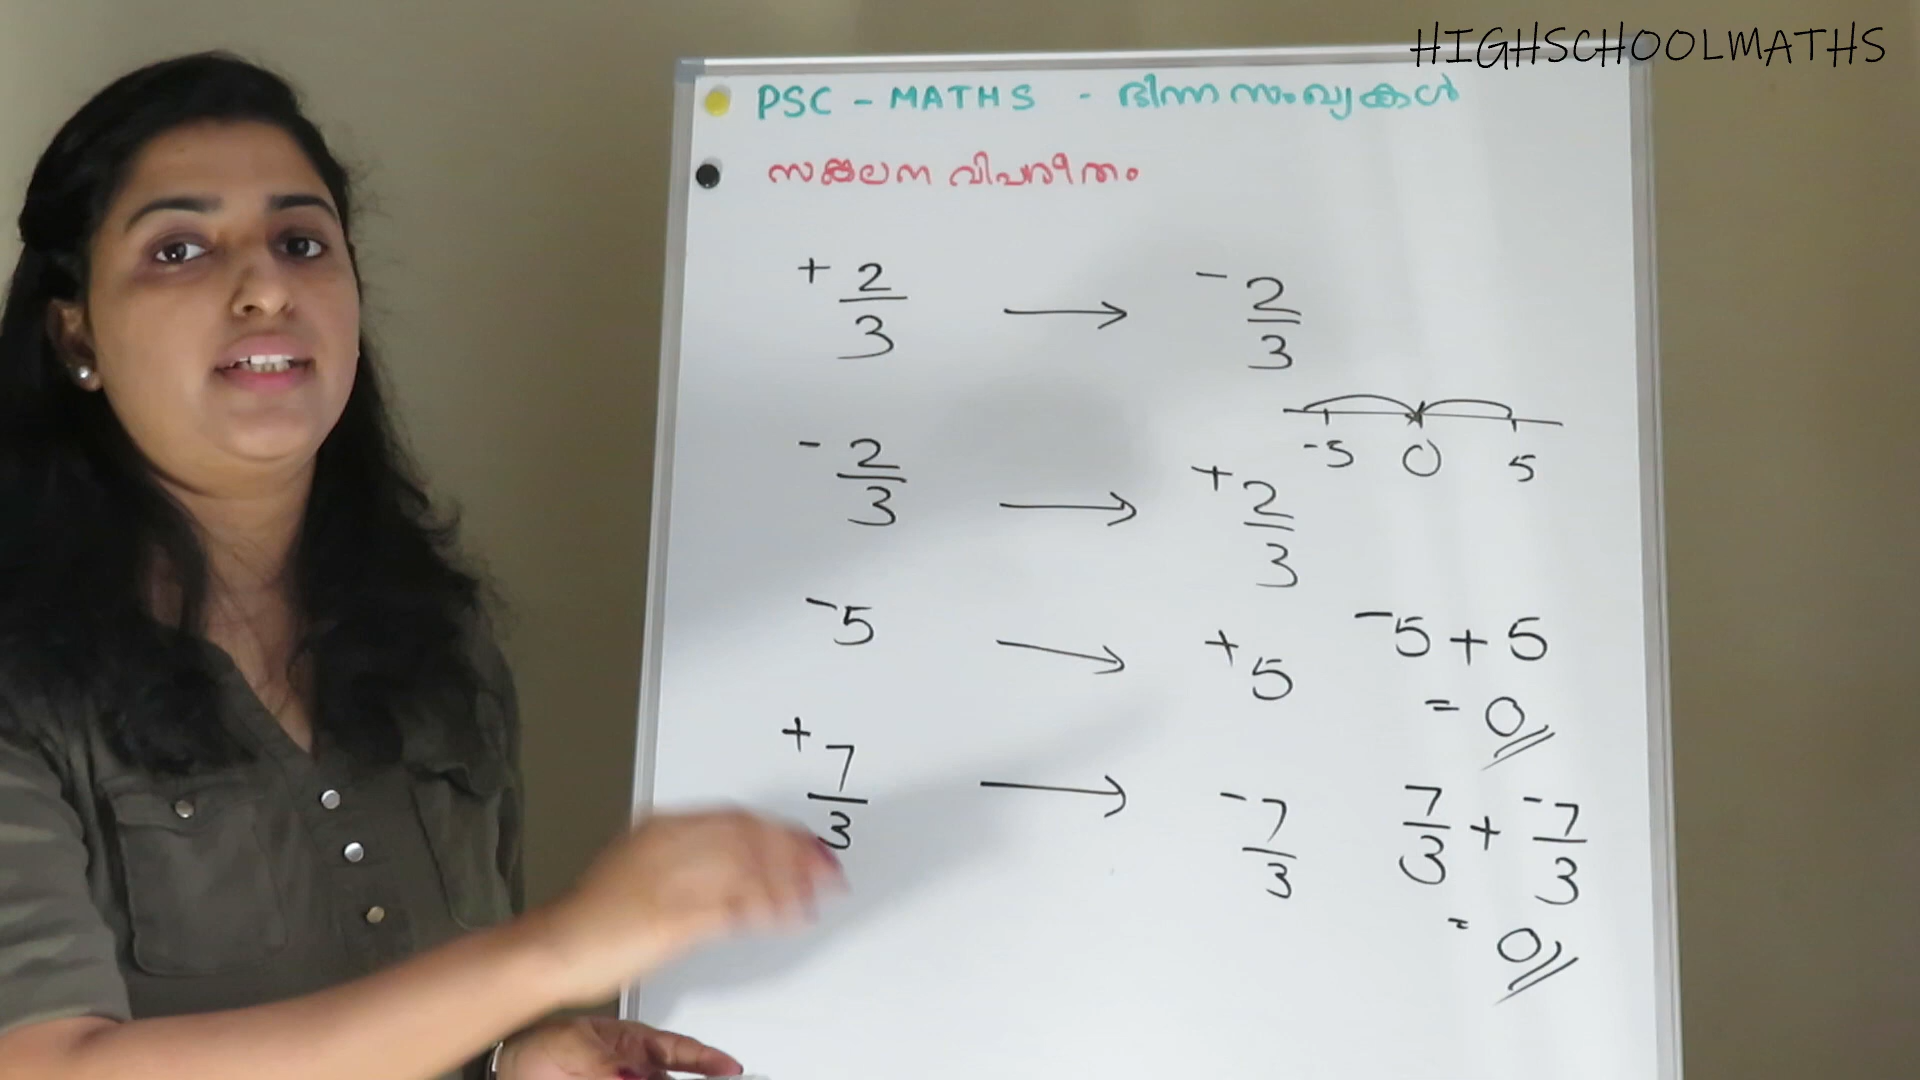 HIGHSCHOOLMATHS
PSC - MATHS - ഭിന്നസംഖ്യകൾ
സങ്കലന വിപരീതം
+2/3 → -2/3
-5 0 5
-2/3 → +2/3
-5 → +5 -5 + 5
= 0
+7/3 → -7/3 7/3 + -7/3
= 0